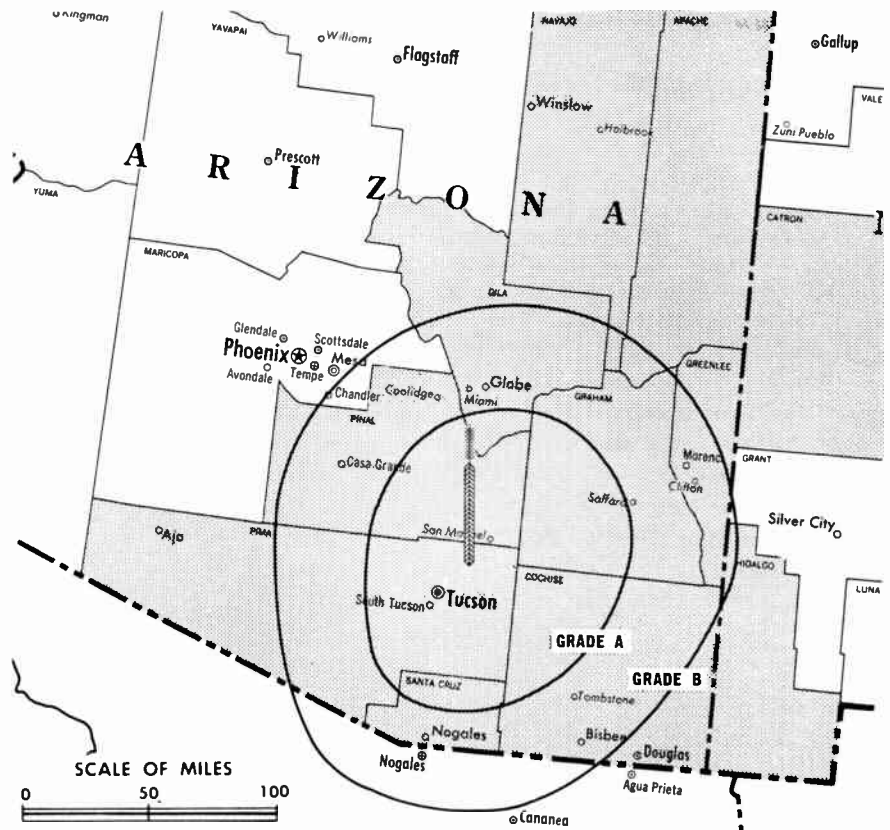 Kingman
YAVAPAI
Williams
Flagstaff
NAVAJO
APACHE
Gallup
Winslow
Holbrook
VALE
Zuni Pueblo
Prescott
ARIZONA
YUMA
CATRON
MARICOPA
GILA
Glendale
Scottsdale
Phoenix
Mesa
Tempe
Avondale
Chandler
Coolidge
Miami
Globe
GRAHAM
GREENLEE
PINAL
Casa Grande
Morenci
Clifton
GRANT
Safford
Silver City
Ajo
PIMA
San Manuel
HIDALGO
COCHISE
LUNA
South Tucson
Tucson
GRADE A
GRADE B
SANTA CRUZ
Tombstone
Nogales
Bisbee
Nogales
Douglas
Agua Prieta
SCALE OF MILES
0 50 100
Cananea